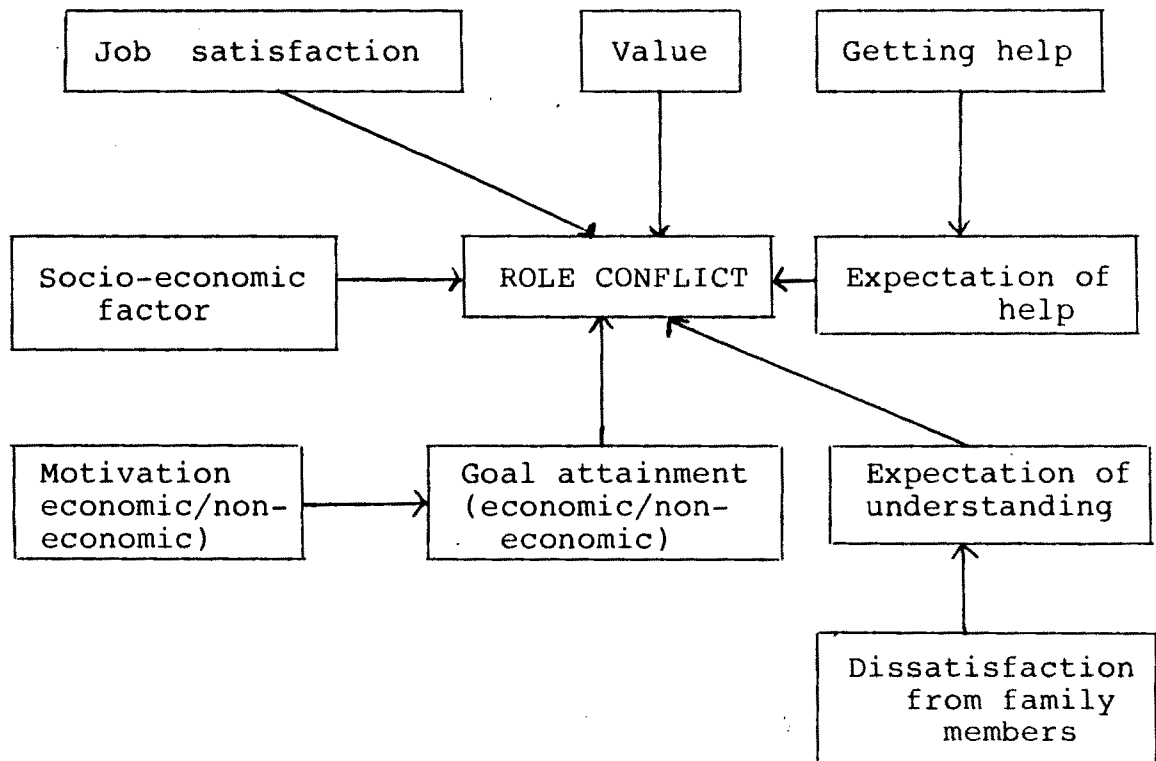 Job satisfaction
Value
Getting help
Socio-economic
factor
ROLE CONFLICT
Expectation of
help
Motivation
economic/non-
economic)
Goal attainment
(economic/non-
economic)
Expectation of
understanding
Dissatisfaction
from family
members